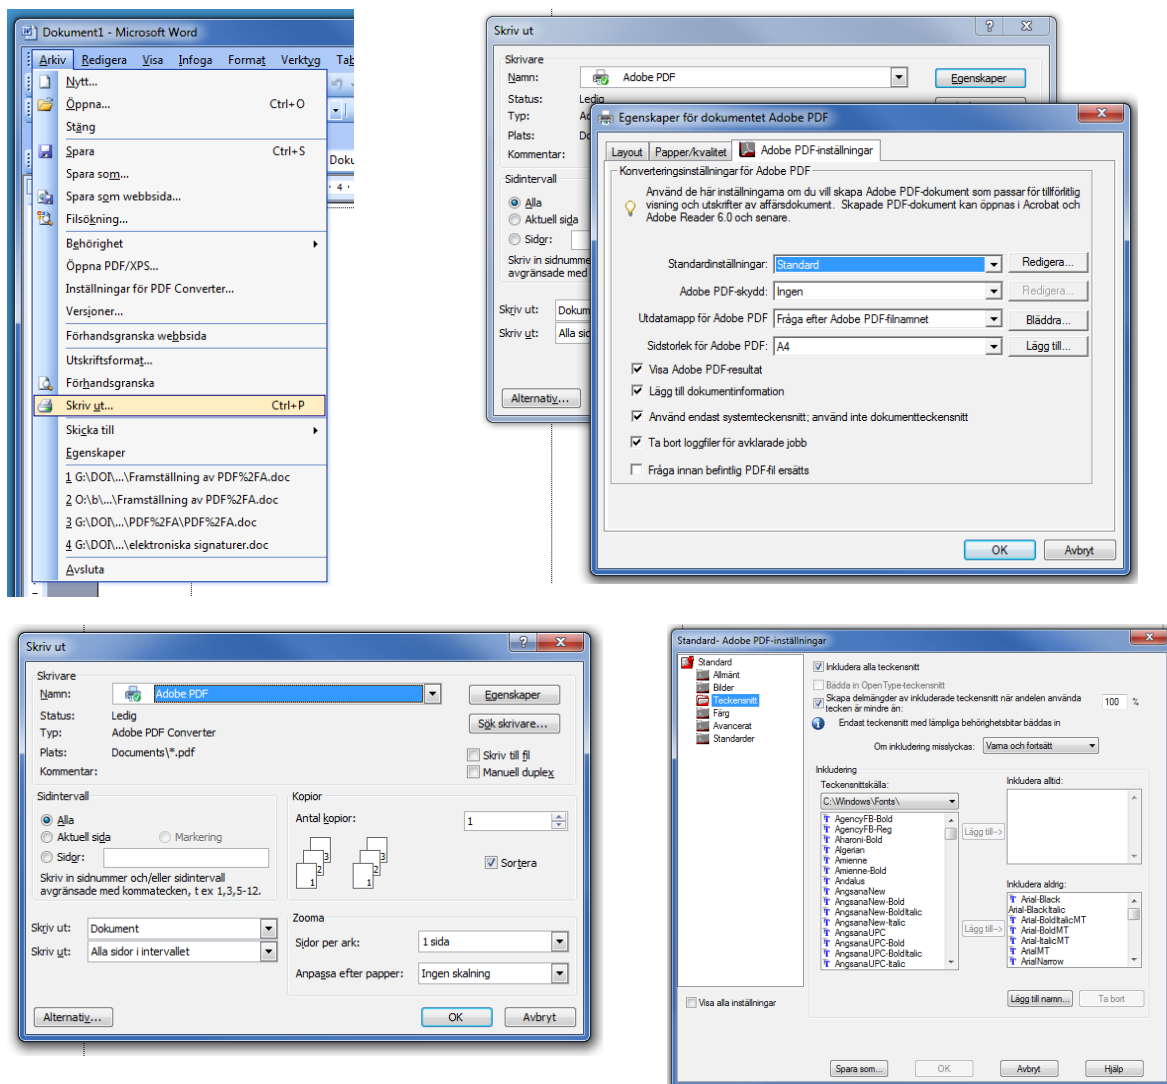 Dokument1 - Microsoft Word
Arkiv Redigera Visa Infoga Format Verktyg
Nytt...
Öppna... Ctrl+O
Stäng
Spara Ctrl+S
Spara som...
Spara som webbsida...
Filsökning...
Behörighet
Öppna PDF/XPS...
Inställningar för PDF Converter...
Versjoner...
Förhandsgranska webbsida
Utskriftsformat...
Förhandsgranska
Skriv ut... Ctrl+P
Skicka till
Egenskaper
1 G:\DOI\...\Framställning av PDF%2FA.doc
2 O:\b\...\Framställning av PDF%2FA.doc
3 G:\DOI\...\PDF%2FA\PDF%2FA.doc
4 G:\DOI\...\elektroniska signaturer.doc
Avsluta
Skriv ut
Skrivare
Namn: Adobe PDF Egenskaper
Status: Ledig
Typ:
Plats:
Kommentar:
Sidintervall
Alla
Aktuell sida
Sidor:
Skriv in
avgränsade med
Skriv ut:
Skriv ut: Alla
Alternativ...
Egenskaper för dokumentet Adobe PDF
Layout Papper/kvalitet Adobe PDF-inställningar
Konverteringsinställningar för Adobe PDF
Använd de här inställningarna om du vill skapa Adobe PDF-dokument som passar för tillförlitlig
visning och utskrifter av affärsdokument. Skapade PDF-dokument kan öppnas i Acrobat och
Adobe Reader 6.0 och senare.
Standardinställningar: Standard Redigera...
Adobe PDF-skydd: Ingen Redigera...
Utdatamapp för Adobe PDF Fråga efter Adobe PDF-filnamnet Bläddra...
Sidstorlek för Adobe PDF: A4 Lägg till...
Visa Adobe PDF-resultat
Lägg till dokumentinformation
Använd endast systemteckensnitt; använd inte dokumentteckensnitt
Ta bort loggfiler för avklarade jobb
Fråga innan befintlig PDF-fil ersätts
OK Avbryt
Skriv ut
Skrivare
Namn: Adobe PDF Egenskaper
Status: Ledig Sök skrivare...
Typ: Adobe PDF Converter
Plats: Documents\*.pdf Skriv till fil
Kommentar: Manuell duplex
Sidintervall
Alla
Aktuell sida Markering
Sidor:
Skriv in sidnummer och/eller sidintervall
avgränsade med kommatecken, t ex 1,3,5-12.
Kopior
Antal kopior: 1
3 3
2 2
1 1
Sortera
Skriv ut: Dokument
Skriv ut: Alla sidor i intervallet
Zooma
Sidor per ark: 1 sida
Anpassa efter papper: Ingen skalning
Alternativ... OK Avbryt
Standard- Adobe PDF-inställningar
Standard
Allmänt
Bilder
Teckensnitt
Färg
Avancerat
Standarder
Inkludera alla teckensnitt
Bädda in OpenType-teckensnitt
Skapa delmängder av inkluderade teckensnitt när andelen använda
tecken är mindre än: 100 %
Endast teckensnitt med lämpliga behörighetsbitar bäddas in
Om inkludering misslyckas: Varna och fortsätt
Inkludering
Teckensnittskälla:
C:\Windows\Fonts\
AgencyFB-Bold
AgencyFB-Reg
Aharoni-Bold
Algerian
Amienne
Amienne-Bold
Andalus
AngsanaNew
AngsanaNew-Bold
AngsanaNew-BoldItalic
AngsanaNew-Italic
AngsanaUPC
AngsanaUPC-Bold
AngsanaUPC-BoldItalic
AngsanaUPC-Italic
Inkludera alltid:
Lägg till->
Inkludera aldrig:
Arial-Black
Arial-BlackItalic
Arial-BoldItalicMT
Arial-BoldMT
Arial-ItalicMT
ArialMT
ArialNarrow
Lägg till->
Lägg till namn... Ta bort
Visa alla inställningar
Spara som... OK Avbryt Hjälp